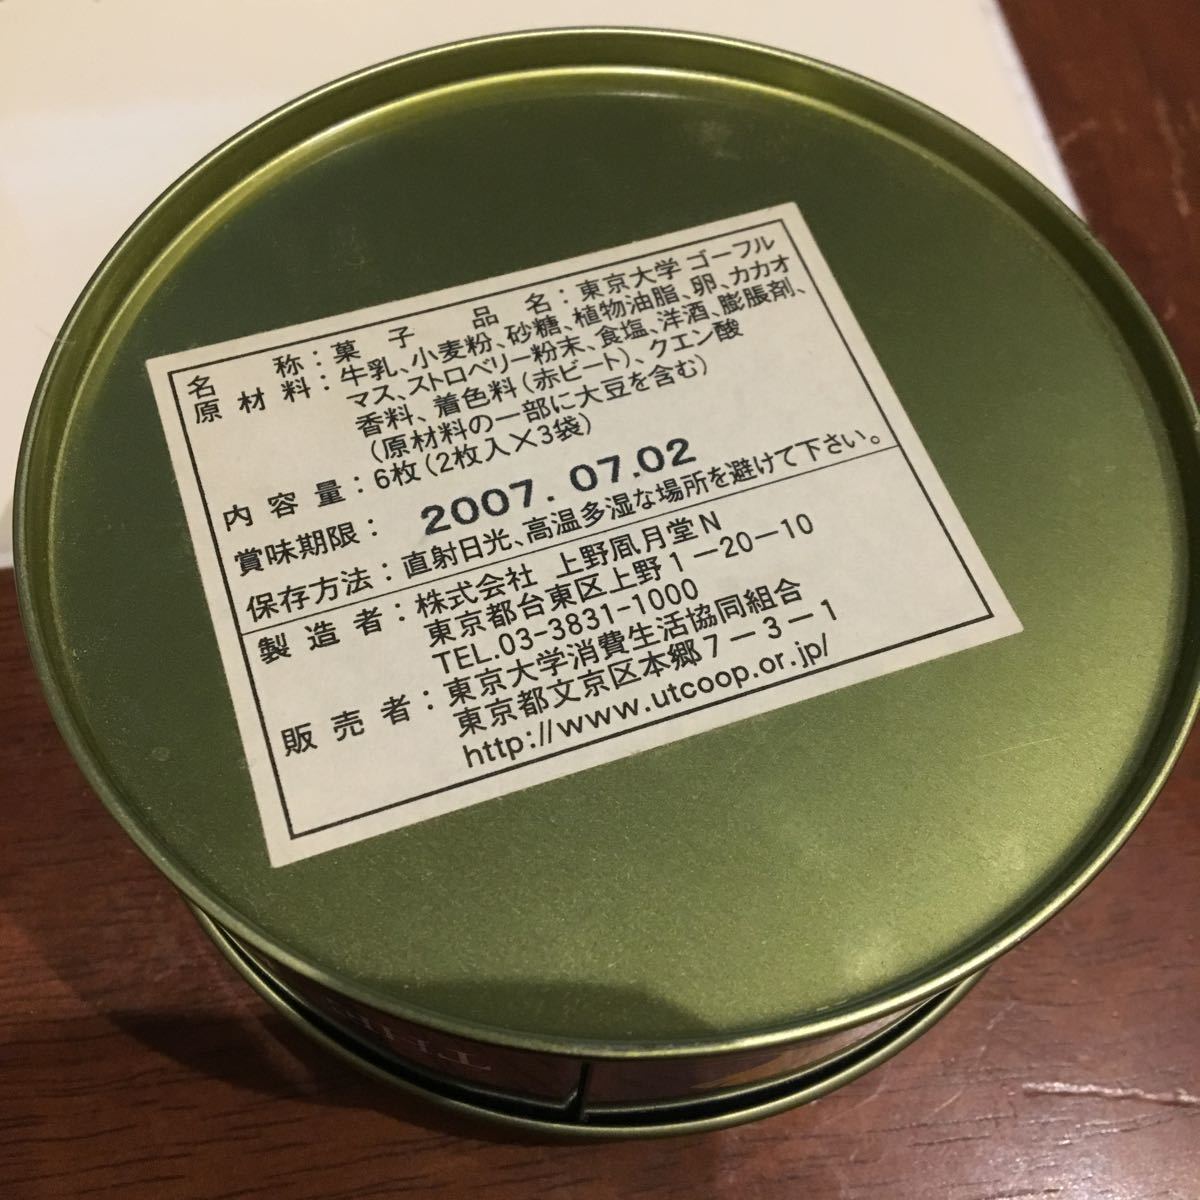 名称：菓子　品名：東京大学 ゴーフル
原材料：牛乳、小麦粉、砂糖、植物油脂、卵、カカオ
マス、ストロベリー粉末、食塩、洋酒、膨脹剤、
香料、着色料（赤ビート）、クエン酸
（原材料の一部に大豆を含む）
内容量：6枚（2枚入×3袋）
賞味期限：2007.07.02
保存方法：直射日光、高温多湿な場所を避けて下さい。
製造者：株式会社 上野凮月堂 N
東京都台東区上野1－20－10
TEL.03-3831-1000
販売者：東京大学消費生活協同組合
東京都文京区本郷7－3－1
http://www.utcoop.or.jp/